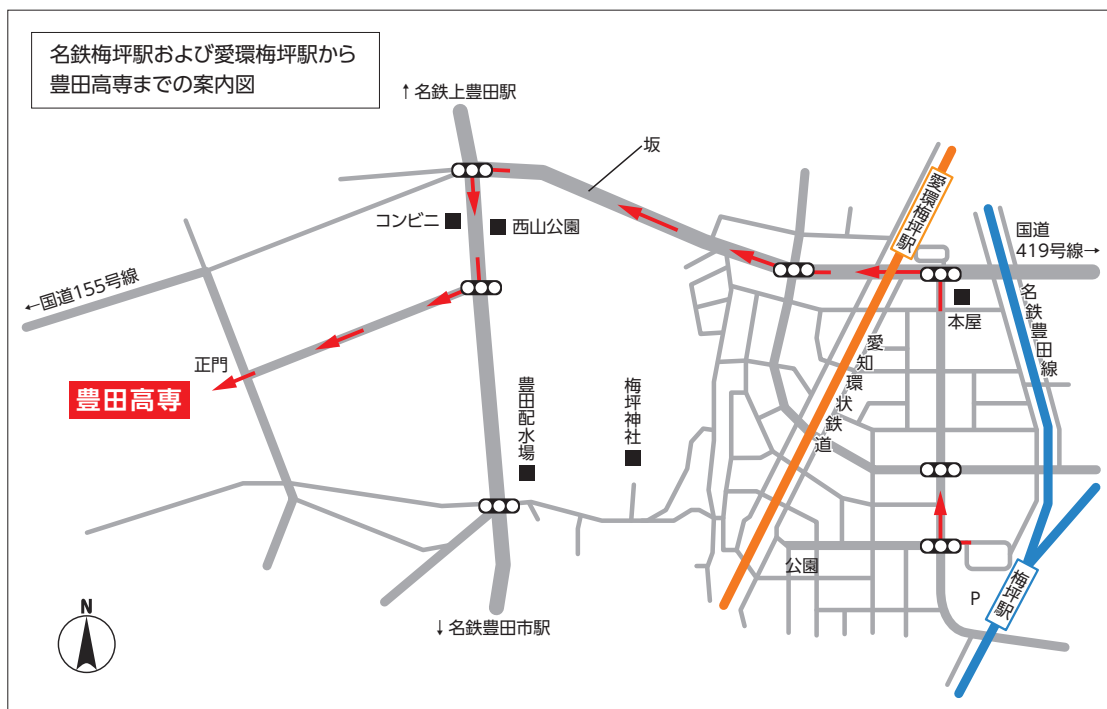 名鉄梅坪駅および愛環梅坪駅から
豊田高専までの案内図
↑名鉄上豊田駅
坂
コンビニ
西山公園
愛環梅坪駅
国道
419号線→
←国道155号線
本屋
名鉄豊田線
愛知環状鉄道
正門
豊田高専
豊田配水場
梅坪神社
公園
P
梅坪駅
N
↓名鉄豊田市駅